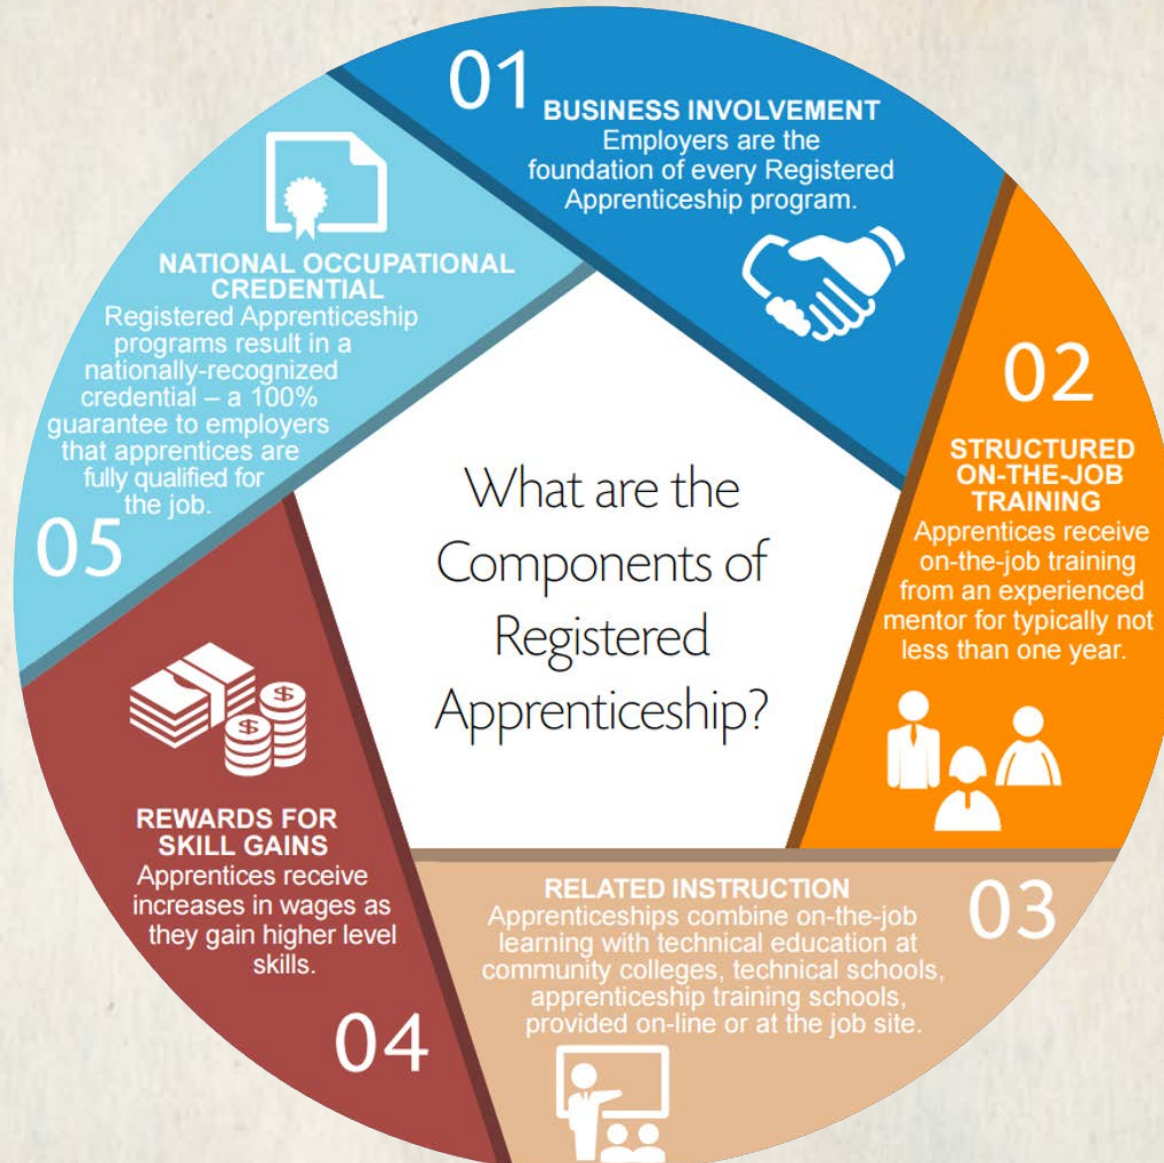 What are the
Components of
Registered
Apprenticeship?
01
BUSINESS INVOLVEMENT
Employers are the
foundation of every Registered
Apprenticeship program.
02
STRUCTURED
ON-THE-JOB
TRAINING
Apprentices receive
on-the-job training
from an experienced
mentor for typically not
less than one year.
03
RELATED INSTRUCTION
Apprenticeships combine on-the-job
learning with technical education at
community colleges, technical schools,
apprenticeship training schools,
provided on-line or at the job site.
04
REWARDS FOR
SKILL GAINS
Apprentices receive
increases in wages as
they gain higher level
skills.
$
$
05
NATIONAL OCCUPATIONAL
CREDENTIAL
Registered Apprenticeship
programs result in a
nationally-recognized
credential – a 100%
guarantee to employers
that apprentices are
fully qualified for
the job.